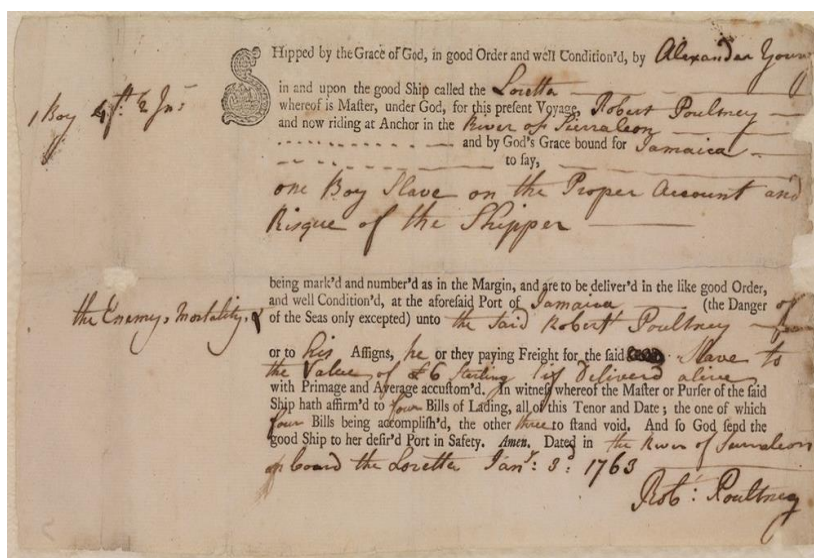 SHipped by the Grace of God, in good Order and well Condition'd, by Alexander Young
in and upon the good Ship called the Loretta
1 Boy 4 ft. 2 Ins
whereof is Master, under God, for this present Voyage, Robert Poultney
and now riding at Anchor in the River of Sierraleon
and by God's Grace bound for Jamaica
to say,
one Boy Slave on the Proper Account and
Risque of the Shipper
being mark'd and number'd as in the Margin, and are to be deliver'd in the like good Order,
and well Condition'd, at the aforesaid Port of Jamaica (the Danger of
the Enemy, Mortality, &
of the Seas only excepted) unto the said Robert Poultney
or to his Assigns, he or they paying Freight for the said Slave to
the Value of £6 Sterling if Deliverd alive
with Primage and Average accustom'd. In witness whereof the Master or Purser of the said
Ship hath affirm'd to four Bills of Lading, all of this Tenor and Date; the one of which
four Bills being accomplish'd, the other three to stand void. And so God send the
good Ship to her desir'd Port in Safety. Amen. Dated in the River of Sierraleon
on board the Loretta Jany: 3d: 1763
Robt: Poultney